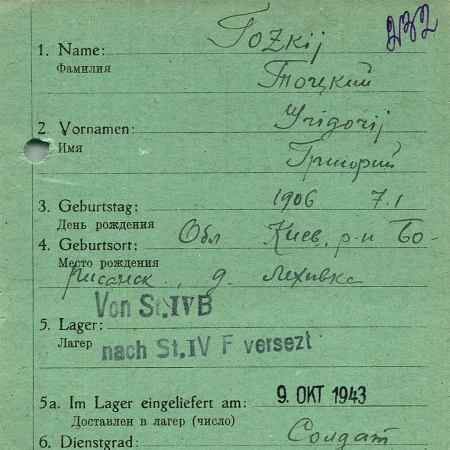 232
1. Name: Tozkij
Фамилия Тоцкий
2. Vornamen: Grigorij
Имя Григорий
3. Geburtstag: 1906 7.1
День рождения
4. Geburtsort: Обл Киев, р-н Бо-
Место рождения
рисанск, д. Лехивка
Von St.IVB
5. Lager:
Лагер
nach St.IV F versezt
5a. Im Lager eingeliefert am: 9. OKT 1943
Доставлен в лагер (число)
6. Dienstgrad: Солдат